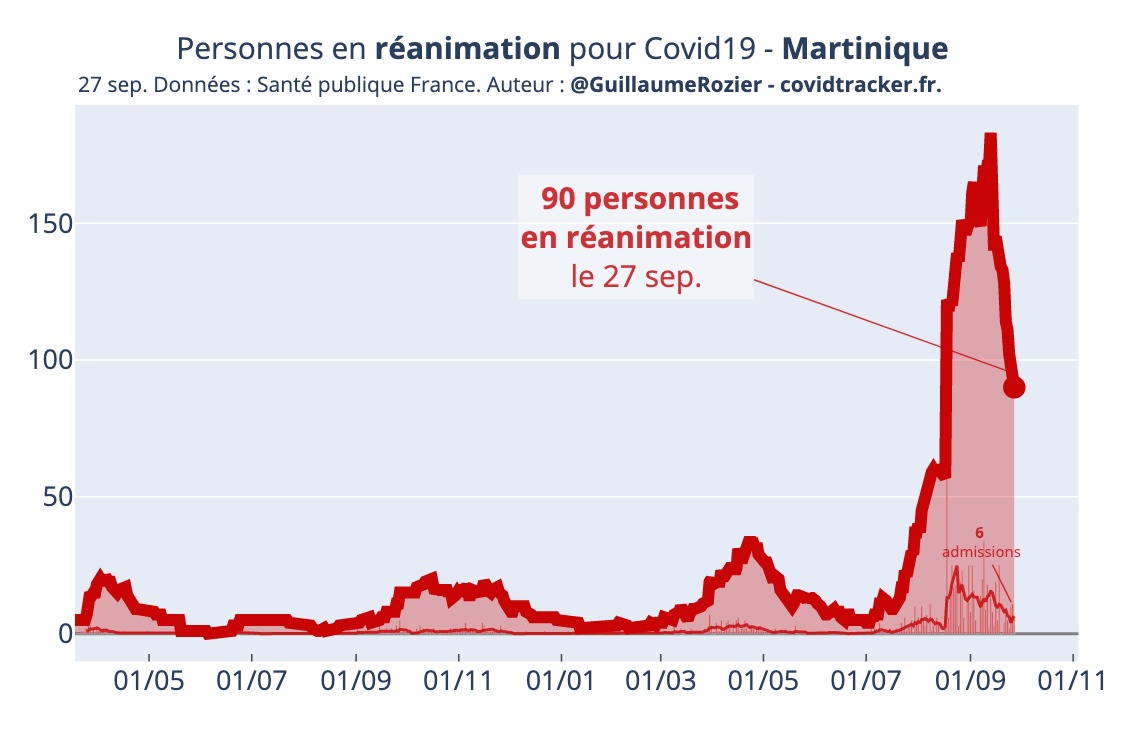 Personnes en réanimation pour Covid19 - Martinique
27 sep. Données : Santé publique France. Auteur : @GuillaumeRozier - covidtracker.fr.
90 personnes
en réanimation
le 27 sep.
150
100
50
0
6
admissions
01/05
01/07
01/09
01/11
01/01
01/03
01/05
01/07
01/09
01/11